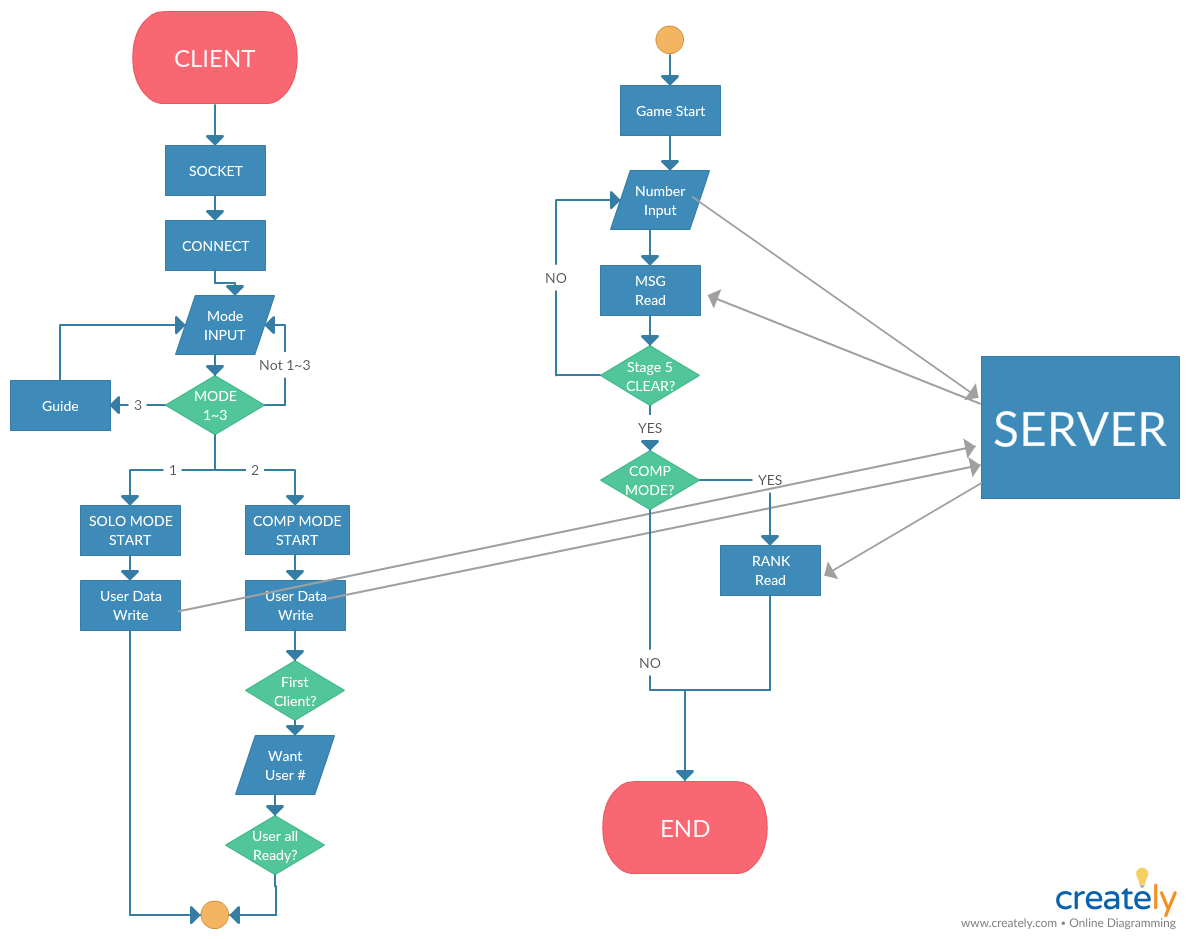 CLIENT
SOCKET
CONNECT
Mode
INPUT
Not 1~3
Guide
3
MODE
1~3
1
2
SOLO MODE
START
COMP MODE
START
User Data
Write
User Data
Write
First
Client?
Want
User #
User all
Ready?
Game Start
Number
Input
NO
MSG
Read
Stage 5
CLEAR?
YES
COMP
MODE?
YES
RANK
Read
NO
END
SERVER
creately
www.creately.com • Online Diagramming